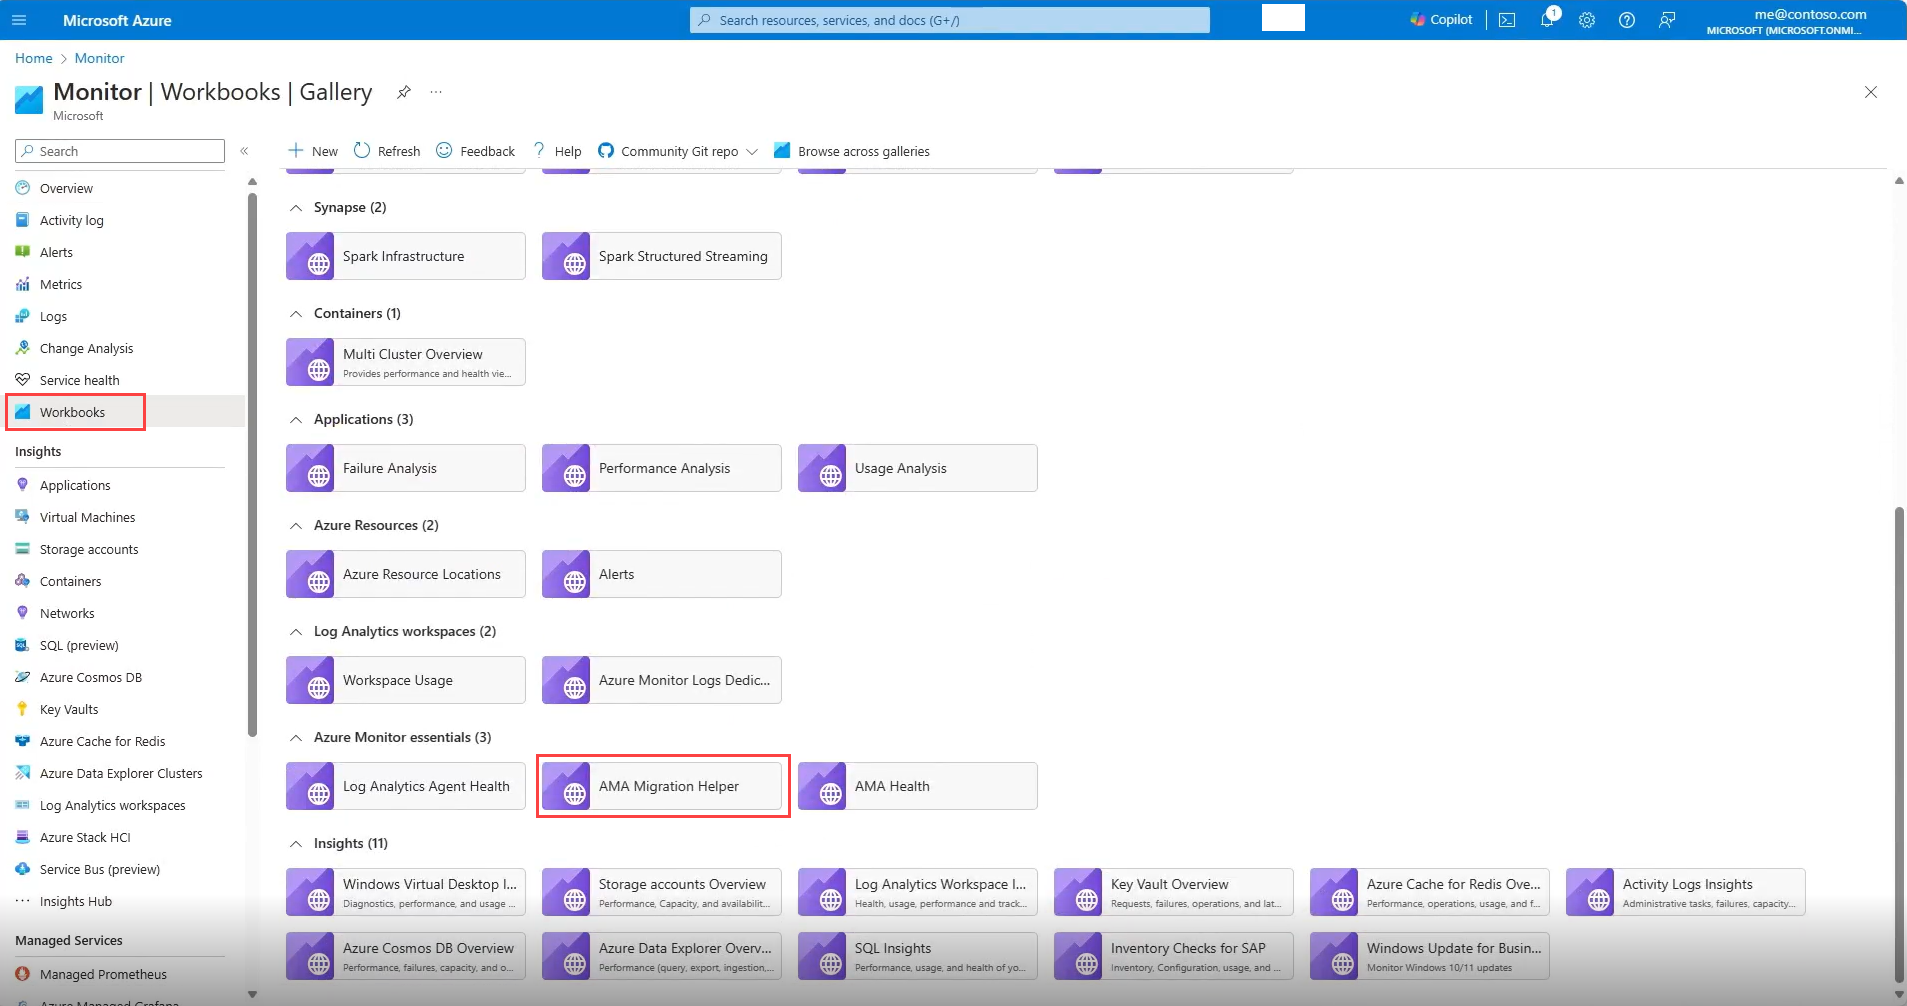 Microsoft Azure
Search resources, services, and docs (G+/)
Copilot
1
me@contoso.com
MICROSOFT (MICROSOFT.ONMI...
Home > Monitor
Monitor | Workbooks | Gallery
...
Microsoft
Search
«
New
Refresh
Feedback
Help
Community Git repo
Browse across galleries
Overview
Activity log
Alerts
Metrics
Logs
Change Analysis
Service health
Workbooks
Insights
Applications
Virtual Machines
Storage accounts
Containers
Networks
SQL (preview)
Azure Cosmos DB
Key Vaults
Azure Cache for Redis
Azure Data Explorer Clusters
Log Analytics workspaces
Azure Stack HCI
Service Bus (preview)
Insights Hub
Managed Services
Managed Prometheus
Azure Managed Grafana
Synapse (2)
Spark Infrastructure
Spark Structured Streaming
Containers (1)
Multi Cluster Overview
Provides performance and health vie...
Applications (3)
Failure Analysis
Performance Analysis
Usage Analysis
Azure Resources (2)
Azure Resource Locations
Alerts
Log Analytics workspaces (2)
Workspace Usage
Azure Monitor Logs Dedic...
Azure Monitor essentials (3)
Log Analytics Agent Health
AMA Migration Helper
AMA Health
Insights (11)
Windows Virtual Desktop I...
Diagnostics, performance, and usage ...
Storage accounts Overview
Performance, Capacity, and availabilit...
Log Analytics Workspace I...
Health, usage, performance and track...
Key Vault Overview
Requests, failures, operations, and lat...
Azure Cache for Redis Ove...
Performance, operations, usage, and f...
Activity Logs Insights
Administrative tasks, failures, capacity...
Azure Cosmos DB Overview
Performance, failures, capacity, and o...
Azure Data Explorer Overv...
Performance (query, export, ingestion,...
SQL Insights
Performance, usage, and health of yo...
Inventory Checks for SAP
Inventory, Configuration, usage, and ...
Windows Update for Busin...
Monitor Windows 10/11 updates